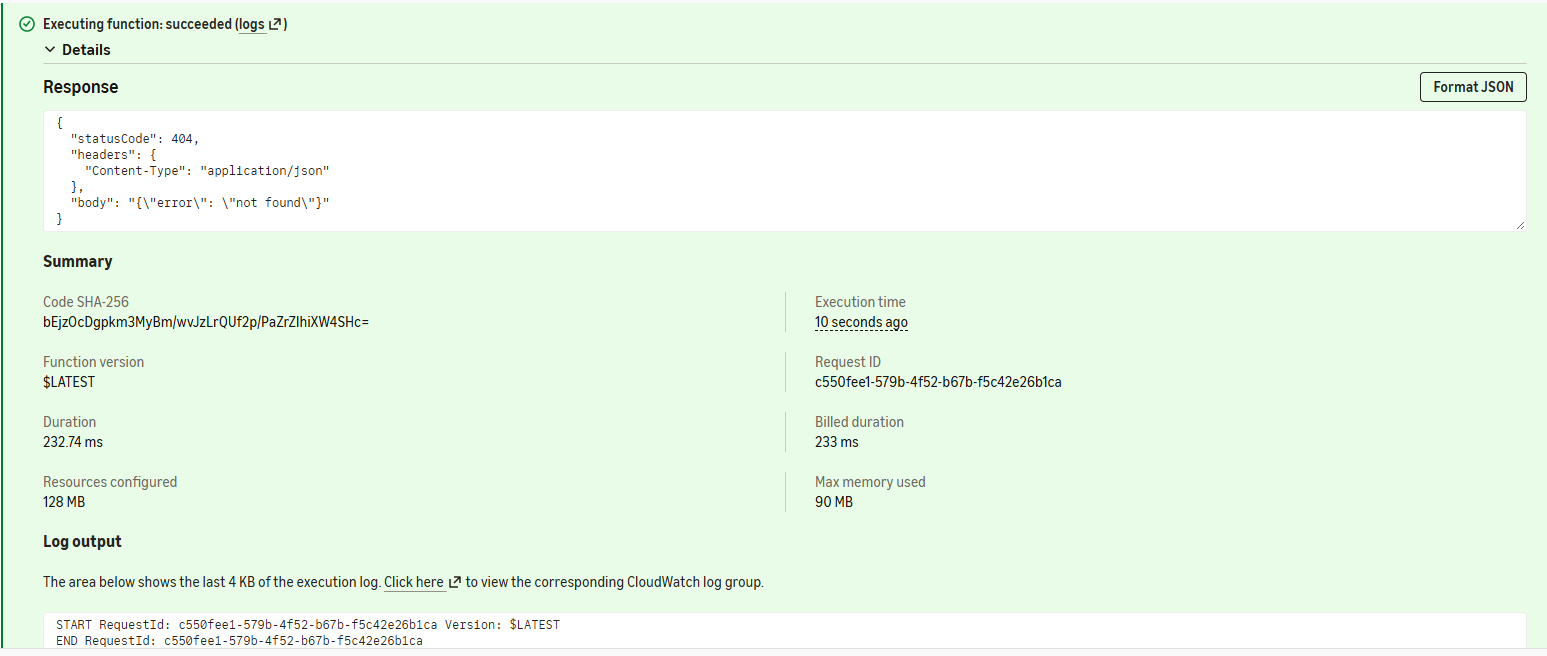 Executing function: succeeded (logs)
Details
Response
Format JSON
{
  "statusCode": 404,
  "headers": {
    "Content-Type": "application/json"
  },
  "body": "{\"error\": \"not found\"}"
}
Summary
Code SHA-256
bEjzOcDgpkm3MyBm/wvJzLrQUf2p/PaZrZIhiXW4SHc=
Execution time
10 seconds ago
Function version
$LATEST
Request ID
c550fee1-579b-4f52-b67b-f5c42e26b1ca
Duration
232.74 ms
Billed duration
233 ms
Resources configured
128 MB
Max memory used
90 MB
Log output
The area below shows the last 4 KB of the execution log. Click here to view the corresponding CloudWatch log group.
START RequestId: c550fee1-579b-4f52-b67b-f5c42e26b1ca Version: $LATEST
END RequestId: c550fee1-579b-4f52-b67b-f5c42e26b1ca